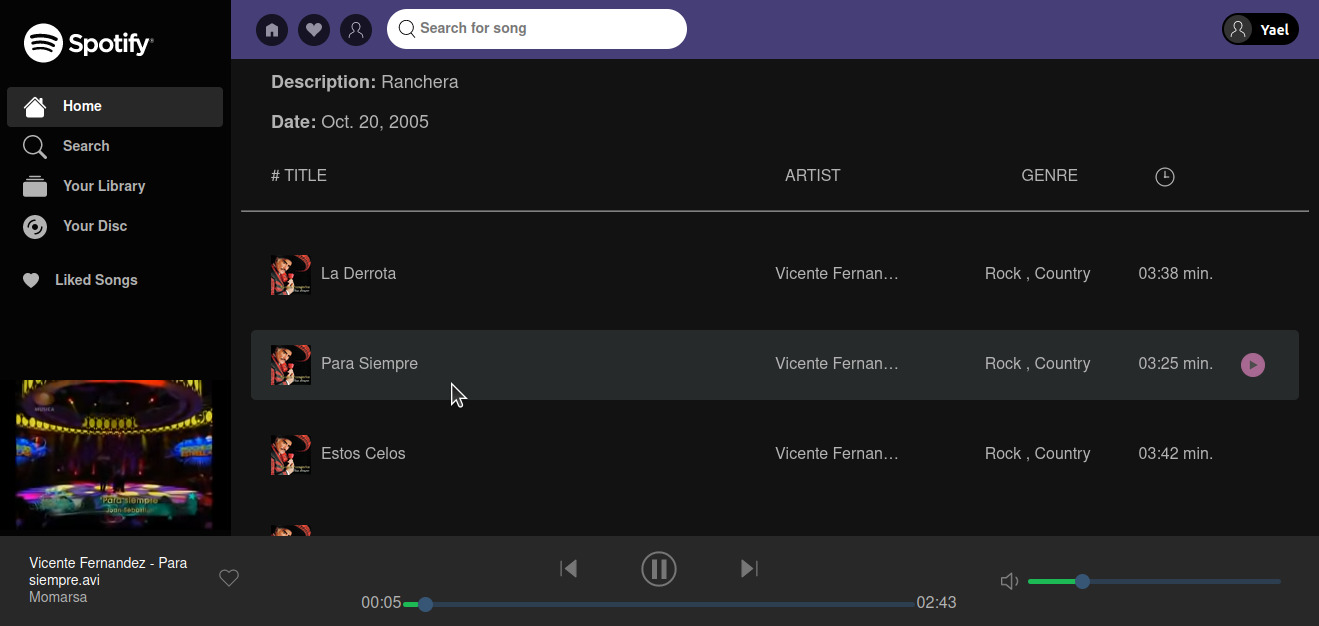 Spotify
Search for song
Yael
Home
Search
Your Library
Your Disc
Liked Songs
Description: Ranchera
Date: Oct. 20, 2005
# TITLE ARTIST GENRE
La Derrota Vicente Fernan… Rock , Country 03:38 min.
Para Siempre Vicente Fernan… Rock , Country 03:25 min.
Estos Celos Vicente Fernan… Rock , Country 03:42 min.
Para siempre
Vicente Fernandez - Para
siempre.avi
Momarsa
00:05 02:43